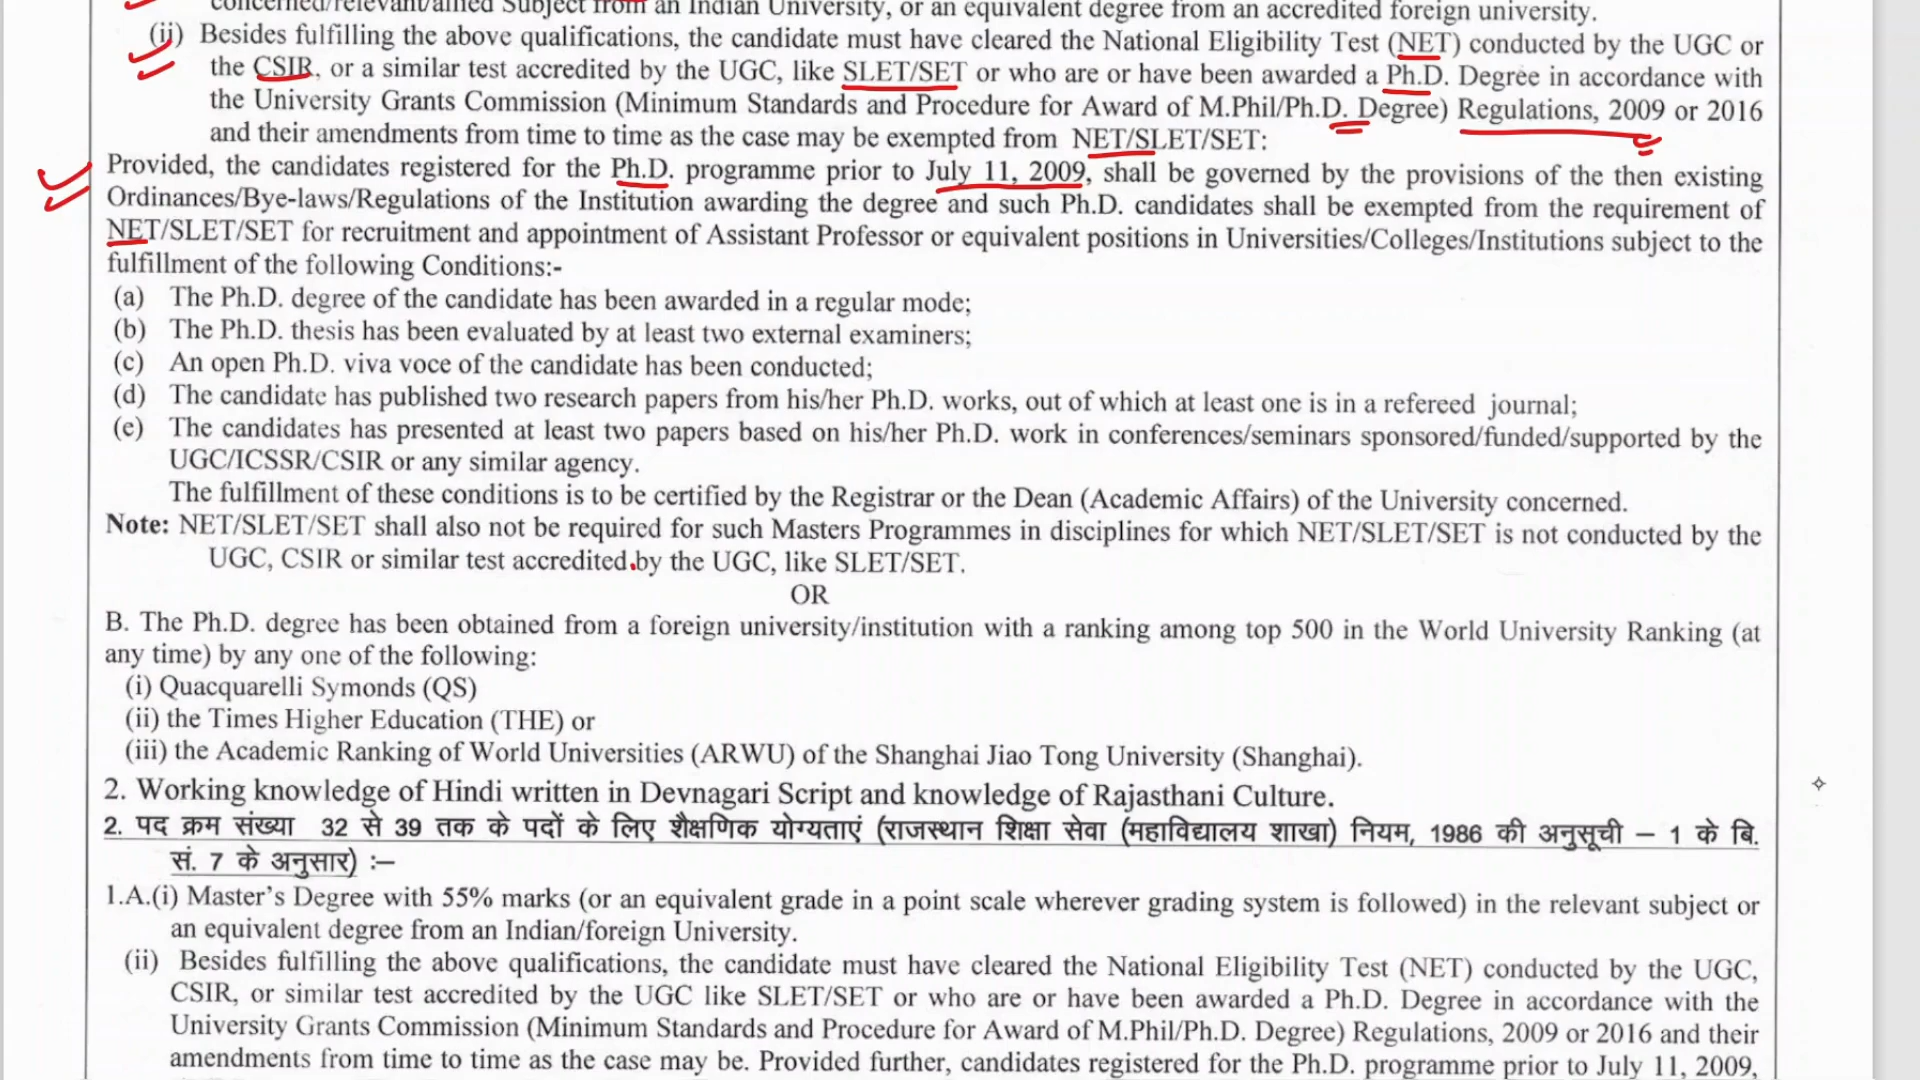 concerned/relevant/allied Subject from an Indian University, or an equivalent degree from an accredited foreign university.
(ii) Besides fulfilling the above qualifications, the candidate must have cleared the National Eligibility Test (NET) conducted by the UGC or
the CSIR, or a similar test accredited by the UGC, like SLET/SET or who are or have been awarded a Ph.D. Degree in accordance with
the University Grants Commission (Minimum Standards and Procedure for Award of M.Phil/Ph.D. Degree) Regulations, 2009 or 2016
and their amendments from time to time as the case may be exempted from NET/SLET/SET:
Provided, the candidates registered for the Ph.D. programme prior to July 11, 2009, shall be governed by the provisions of the then existing
Ordinances/Bye-laws/Regulations of the Institution awarding the degree and such Ph.D. candidates shall be exempted from the requirement of
NET/SLET/SET for recruitment and appointment of Assistant Professor or equivalent positions in Universities/Colleges/Institutions subject to the
fulfillment of the following Conditions:-
(a) The Ph.D. degree of the candidate has been awarded in a regular mode;
(b) The Ph.D. thesis has been evaluated by at least two external examiners;
(c) An open Ph.D. viva voce of the candidate has been conducted;
(d) The candidate has published two research papers from his/her Ph.D. works, out of which at least one is in a refereed journal;
(e) The candidates has presented at least two papers based on his/her Ph.D. work in conferences/seminars sponsored/funded/supported by the
UGC/ICSSR/CSIR or any similar agency.
The fulfillment of these conditions is to be certified by the Registrar or the Dean (Academic Affairs) of the University concerned.
Note: NET/SLET/SET shall also not be required for such Masters Programmes in disciplines for which NET/SLET/SET is not conducted by the
UGC, CSIR or similar test accredited by the UGC, like SLET/SET.
OR
B. The Ph.D. degree has been obtained from a foreign university/institution with a ranking among top 500 in the World University Ranking (at
any time) by any one of the following:
(i) Quacquarelli Symonds (QS)
(ii) the Times Higher Education (THE) or
(iii) the Academic Ranking of World Universities (ARWU) of the Shanghai Jiao Tong University (Shanghai).
2. Working knowledge of Hindi written in Devnagari Script and knowledge of Rajasthani Culture.
2. पद क्रम संख्या 32 से 39 तक के पदों के लिए शैक्षणिक योग्यताएं (राजस्थान शिक्षा सेवा (महाविद्यालय शाखा) नियम, 1986 की अनुसूची – 1 के बि.
सं. 7 के अनुसार) :–
1.A.(i) Master's Degree with 55% marks (or an equivalent grade in a point scale wherever grading system is followed) in the relevant subject or
an equivalent degree from an Indian/foreign University.
(ii) Besides fulfilling the above qualifications, the candidate must have cleared the National Eligibility Test (NET) conducted by the UGC,
CSIR, or similar test accredited by the UGC like SLET/SET or who are or have been awarded a Ph.D. Degree in accordance with the
University Grants Commission (Minimum Standards and Procedure for Award of M.Phil/Ph.D. Degree) Regulations, 2009 or 2016 and their
amendments from time to time as the case may be. Provided further, candidates registered for the Ph.D. programme prior to July 11, 2009,